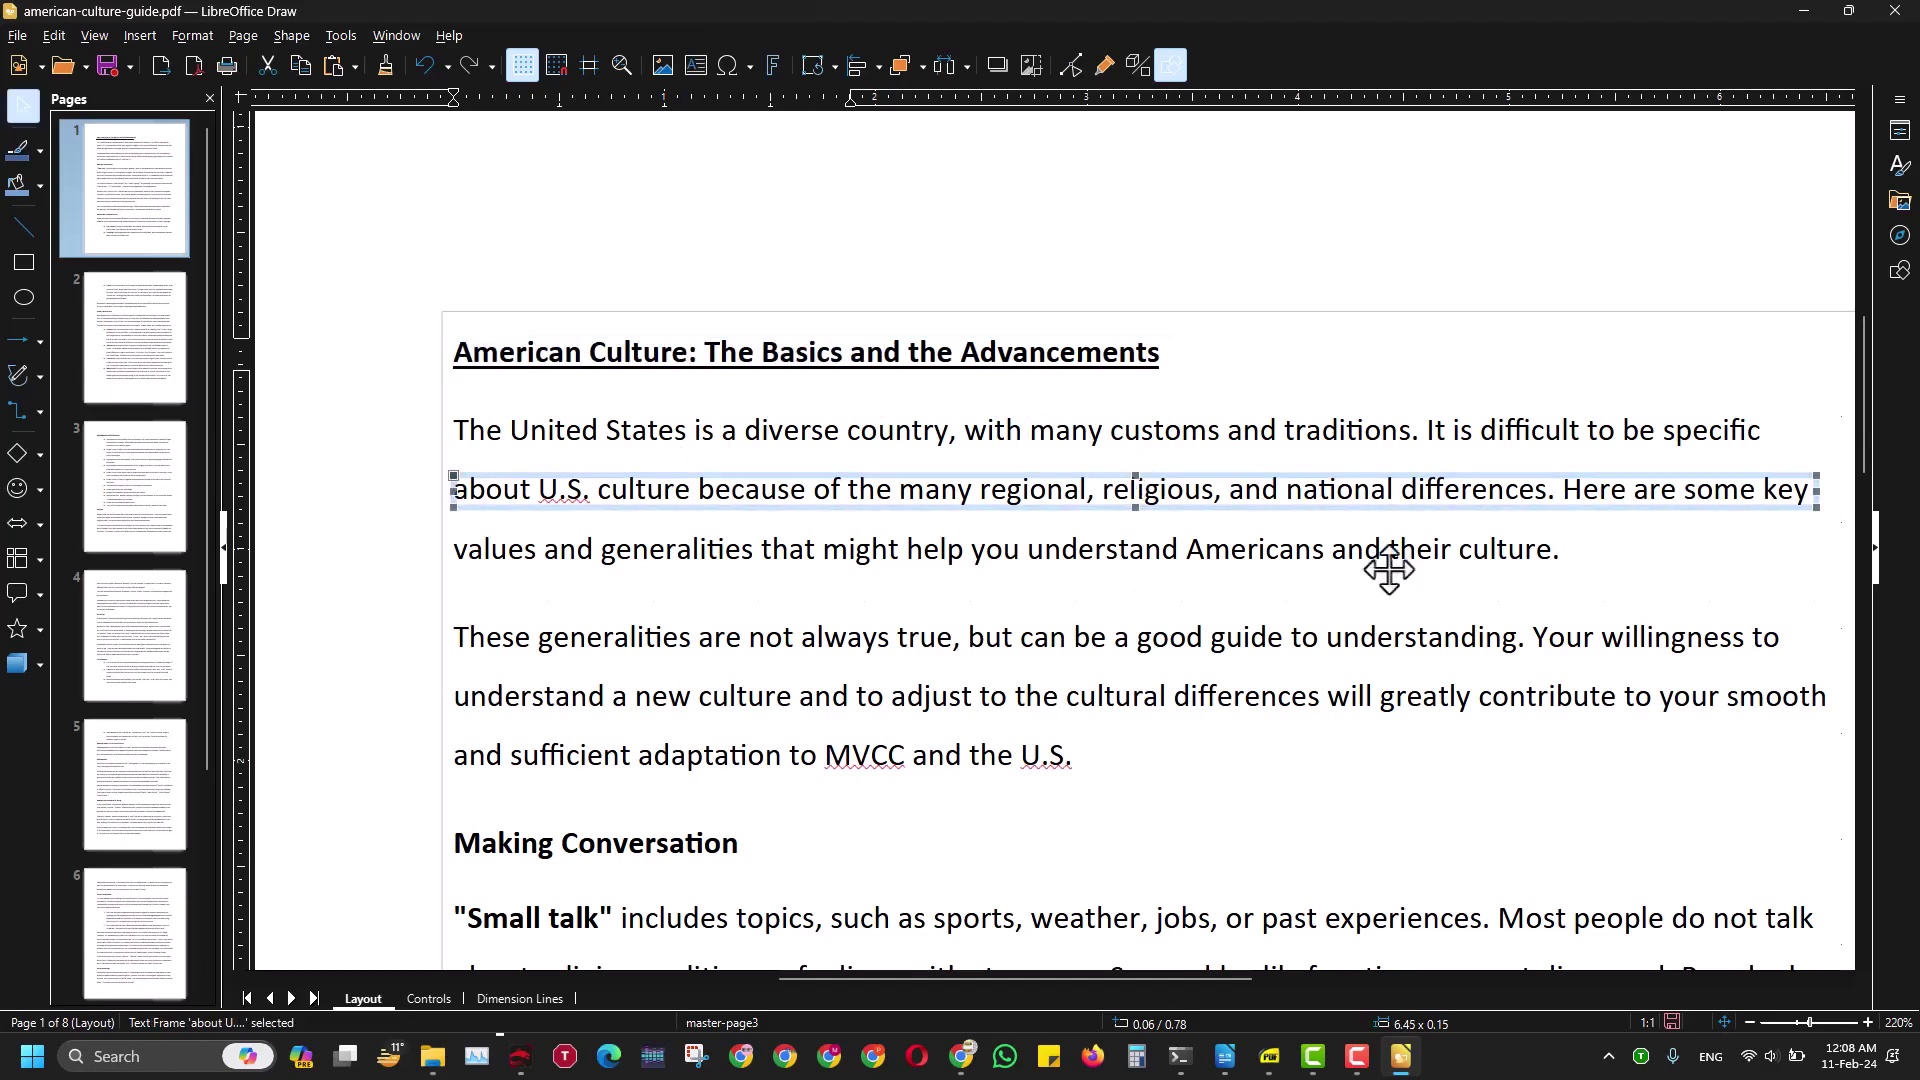 american-culture-guide.pdf — LibreOffice Draw
File Edit View Insert Format Page Shape Tools Window Help
Pages
1
2
3
4
5
6
2 3 4 5 6
2
American Culture: The Basics and the Advancements
The United States is a diverse country, with many customs and traditions. It is difficult to be specific
about U.S. culture because of the many regional, religious, and national differences. Here are some key
values and generalities that might help you understand Americans and their culture.
These generalities are not always true, but can be a good guide to understanding. Your willingness to
understand a new culture and to adjust to the cultural differences will greatly contribute to your smooth
and sufficient adaptation to MVCC and the U.S.
Making Conversation
"Small talk" includes topics, such as sports, weather, jobs, or past experiences. Most people do not talk
Layout Controls Dimension Lines
Page 1 of 8 (Layout) Text Frame 'about U....' selected master-page3 0.06 / 0.78 6.45 x 0.15 1:1 220%
Search PRE 11° ENG 12:08 AM
11-Feb-24